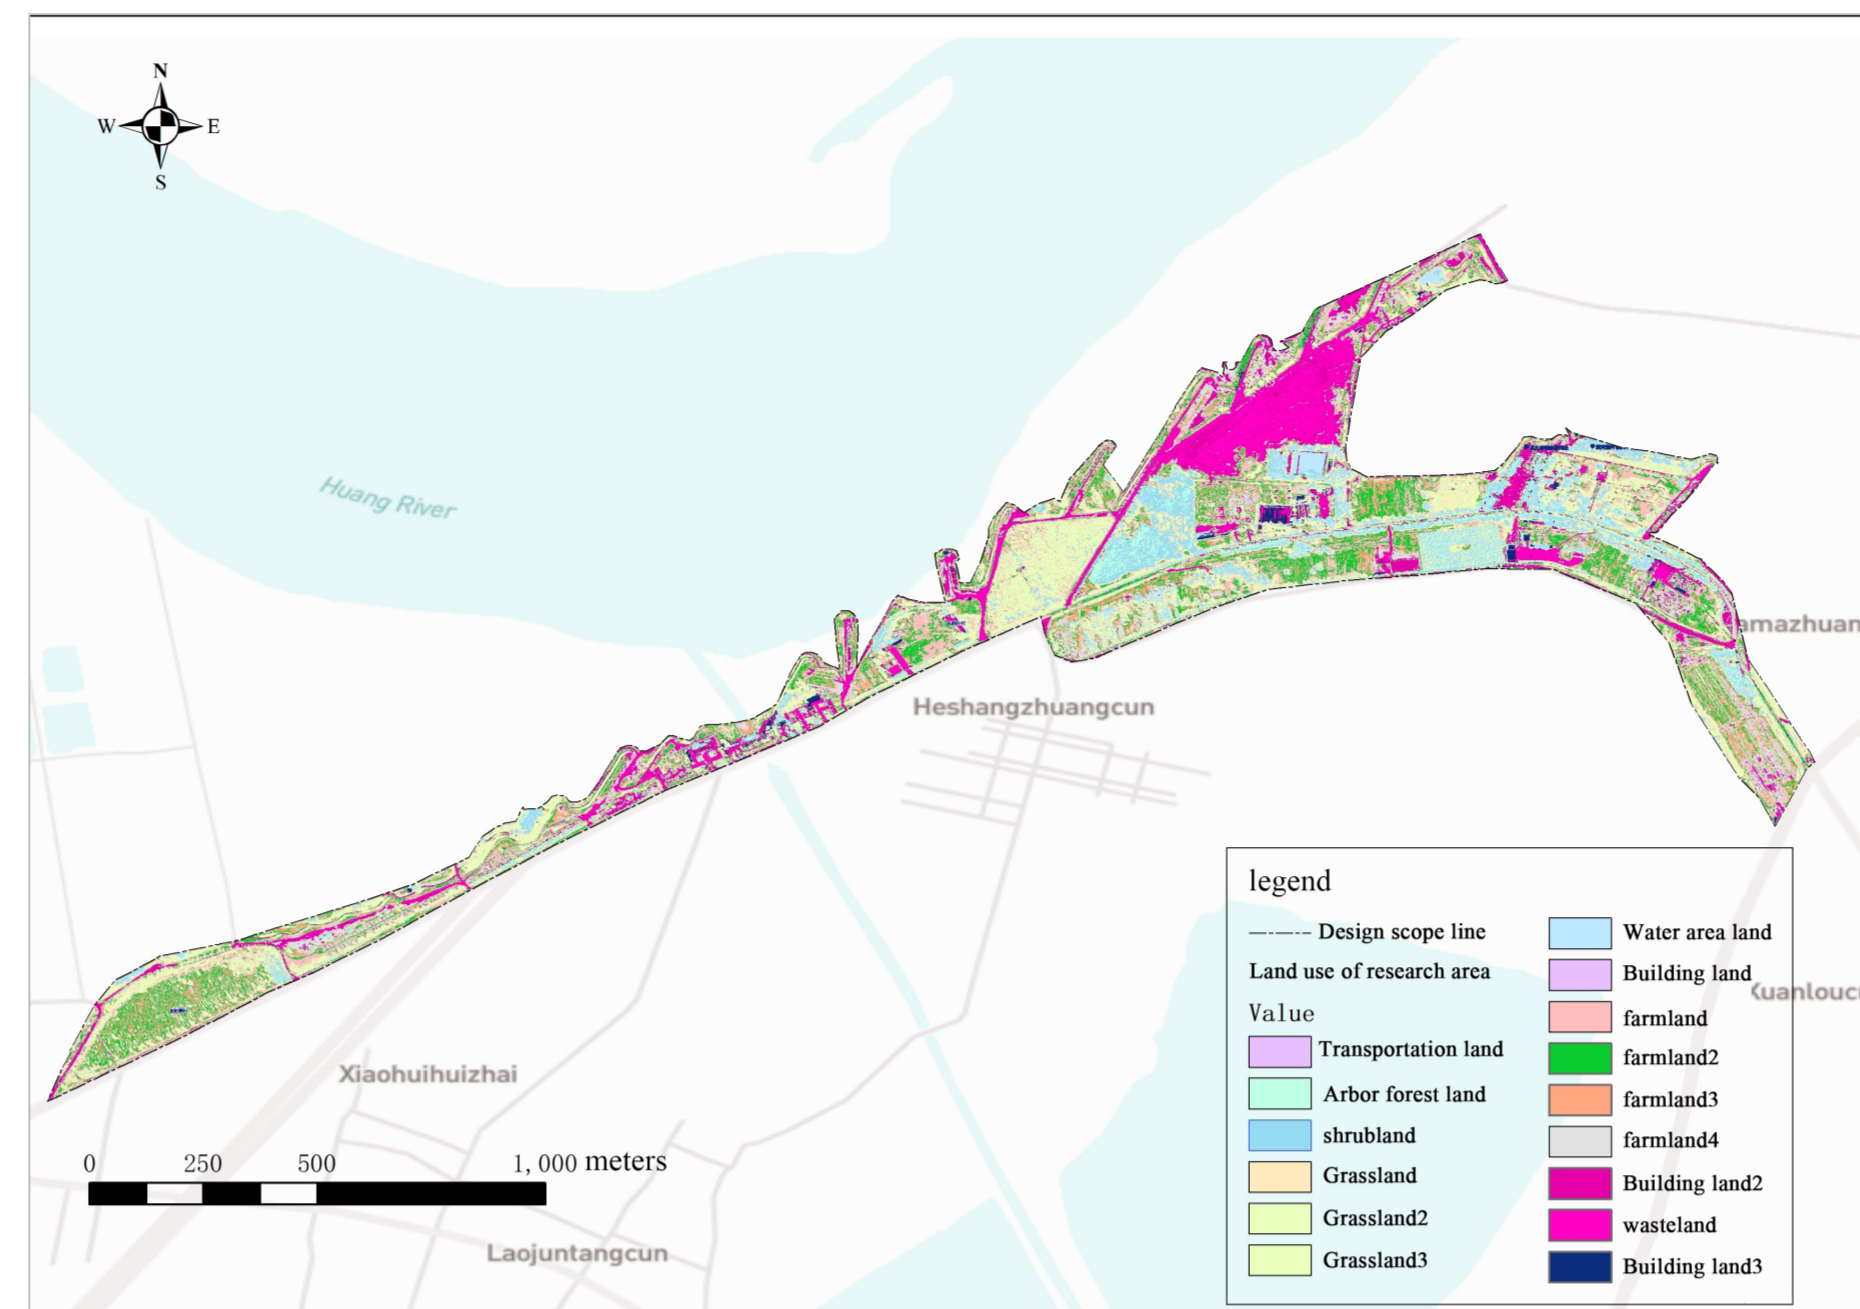 N
W E
S
Huang River
amazhuan
Heshangzhuangcun
Xiaohuihuizhai
Laojuntangcun
0 250 500 1,000 meters
legend
Design scope line
Land use of research area
Value
Transportation land
Arbor forest land
shrubland
Grassland
Grassland2
Grassland3
Water area land
Building land
farmland
farmland2
farmland3
farmland4
Building land2
wasteland
Building land3